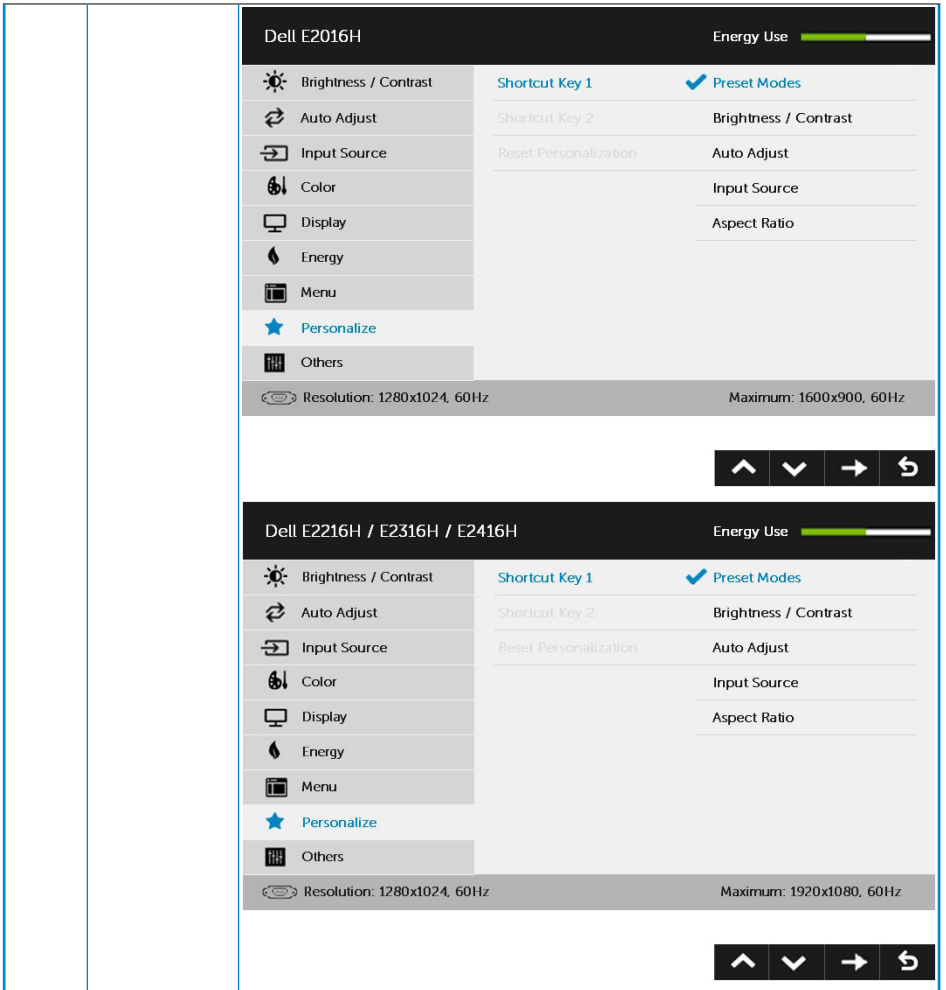 Dell E2016H Energy Use
Brightness / Contrast Shortcut Key 1 Preset Modes
Auto Adjust Shortcut Key 2 Brightness / Contrast
Input Source Reset Personalization Auto Adjust
Color Input Source
Display Aspect Ratio
Energy
Menu
Personalize
Others
Resolution: 1280x1024, 60Hz Maximum: 1600x900, 60Hz
Dell E2216H / E2316H / E2416H Energy Use
Brightness / Contrast Shortcut Key 1 Preset Modes
Auto Adjust Shortcut Key 2 Brightness / Contrast
Input Source Reset Personalization Auto Adjust
Color Input Source
Display Aspect Ratio
Energy
Menu
Personalize
Others
Resolution: 1280x1024, 60Hz Maximum: 1920x1080, 60Hz